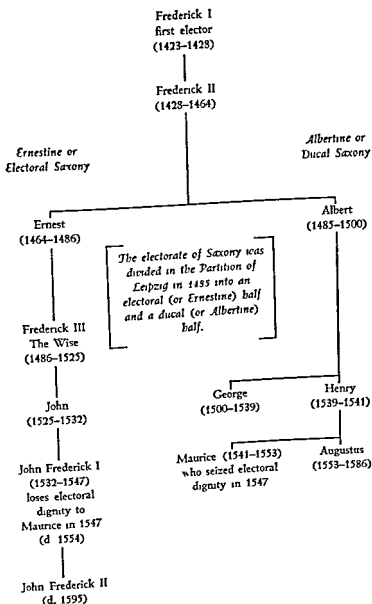 Frederick I
first elector
(1423–1428)
Frederick II
(1428–1464)
Ernestine or
Electoral Saxony
Albertine or
Ducal Saxony
Ernest
(1464–1486)
Albert
(1485–1500)
The electorate of Saxony was
divided in the Partition of
Leipzig in 1485 into an
electoral (or Ernestine) half
and a ducal (or Albertine)
half.
Frederick III
The Wise
(1486–1525)
George
(1500–1539)
Henry
(1539–1541)
John
(1525–1532)
Maurice (1541–1553)
who seized electoral
dignity in 1547
Augustus
(1553–1586)
John Frederick I
(1532–1547)
loses electoral
dignity to
Maurice in 1547
(d 1554)
John Frederick II
(d. 1595)